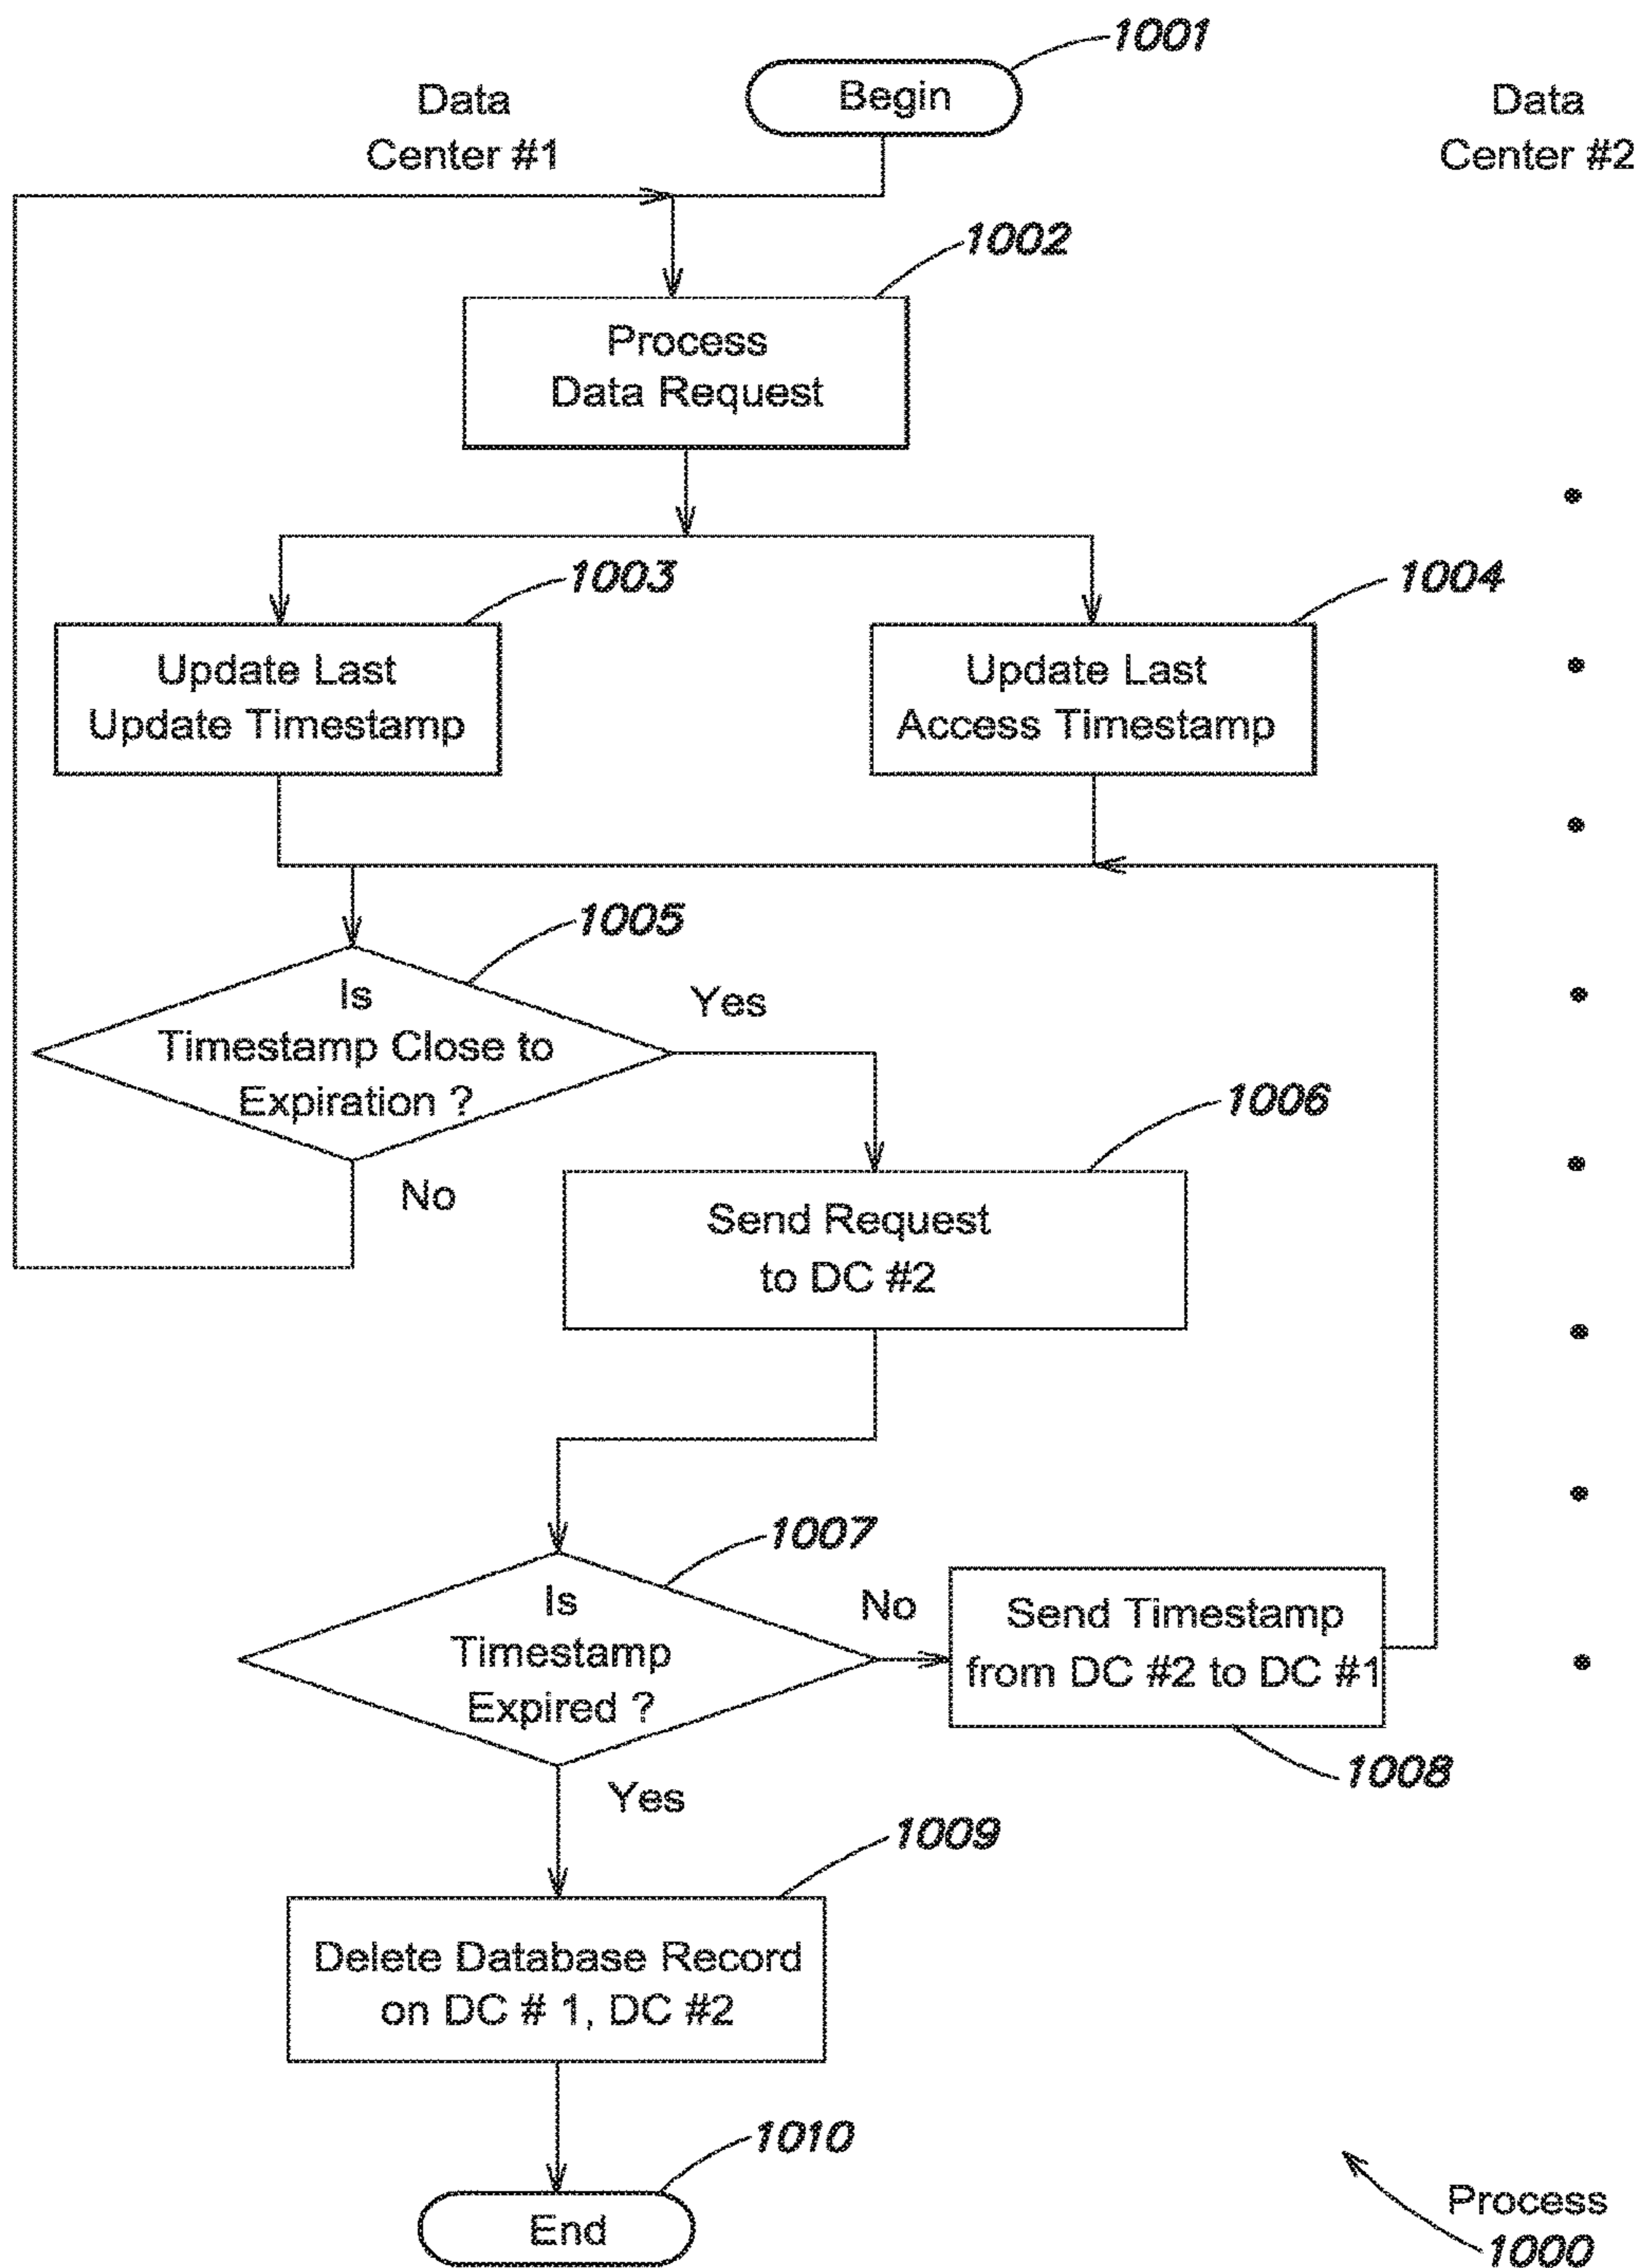 1001
Begin
Data
Center #1
Data
Center #2
1002
Process
Data Request
1003
1004
Update Last
Update Timestamp
Update Last
Access Timestamp
1005
Is
Timestamp Close to
Expiration ?
Yes
No
1006
Send Request
to DC #2
1007
Is
Timestamp
Expired ?
No
Yes
Send Timestamp
from DC #2 to DC #1
1008
1009
Delete Database Record
on DC # 1, DC #2
1010
End
Process
1000